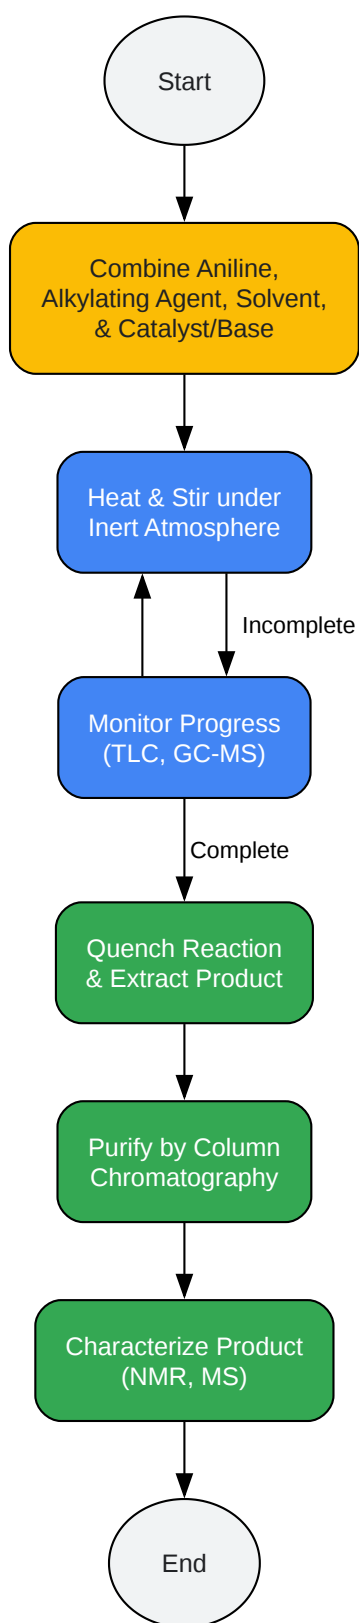 Start
Combine Aniline,
Alkylating Agent, Solvent,
& Catalyst/Base
Heat & Stir under
Inert Atmosphere
Incomplete
Monitor Progress
(TLC, GC-MS)
Complete
Quench Reaction
& Extract Product
Purify by Column
Chromatography
Characterize Product
(NMR, MS)
End